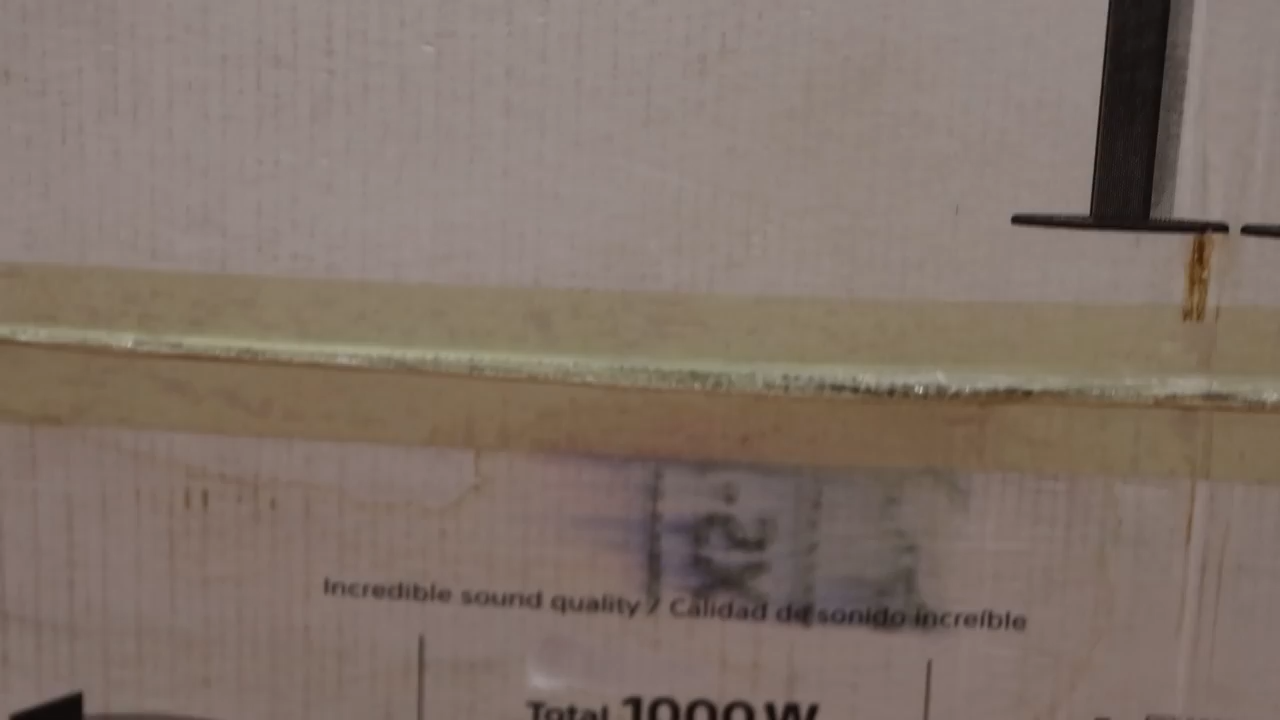 Incredible sound quality / Calidad de sonido increíble
Total 1000 W